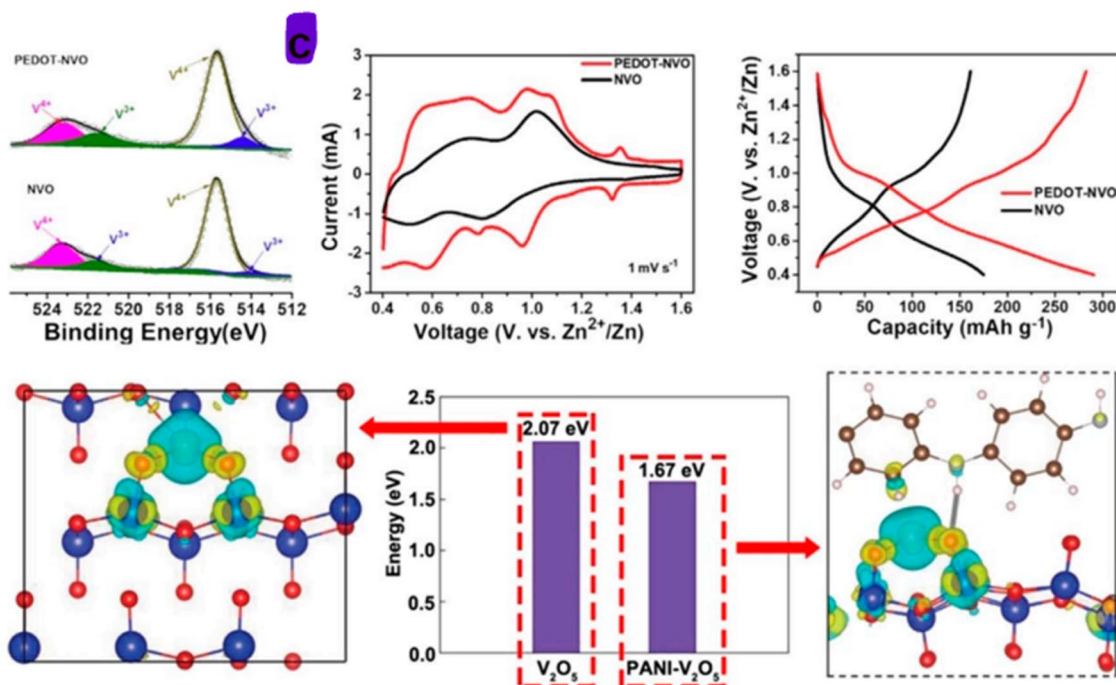 PEDOT-NVO
V⁴⁺
V⁴⁺
V³⁺
V³⁺
NVO
V⁴⁺
V⁴⁺
V³⁺
V³⁺
524 522 520 518 516 514 512
Binding Energy(eV)
C
3
2
1
0
-1
-2
-3
Current (mA)
PEDOT-NVO
NVO
1 mV s⁻¹
0.4 0.6 0.8 1.0 1.2 1.4 1.6
Voltage (V. vs. Zn²⁺/Zn)
1.6
1.4
1.2
1.0
0.8
0.6
0.4
Voltage (V. vs. Zn²⁺/Zn)
PEDOT-NVO
NVO
0 50 100 150 200 250 300
Capacity (mAh g⁻¹)
2.5
2.0
1.5
1.0
0.5
0.0
Energy (eV)
2.07 eV
1.67 eV
V₂O₅
PANI-V₂O₅